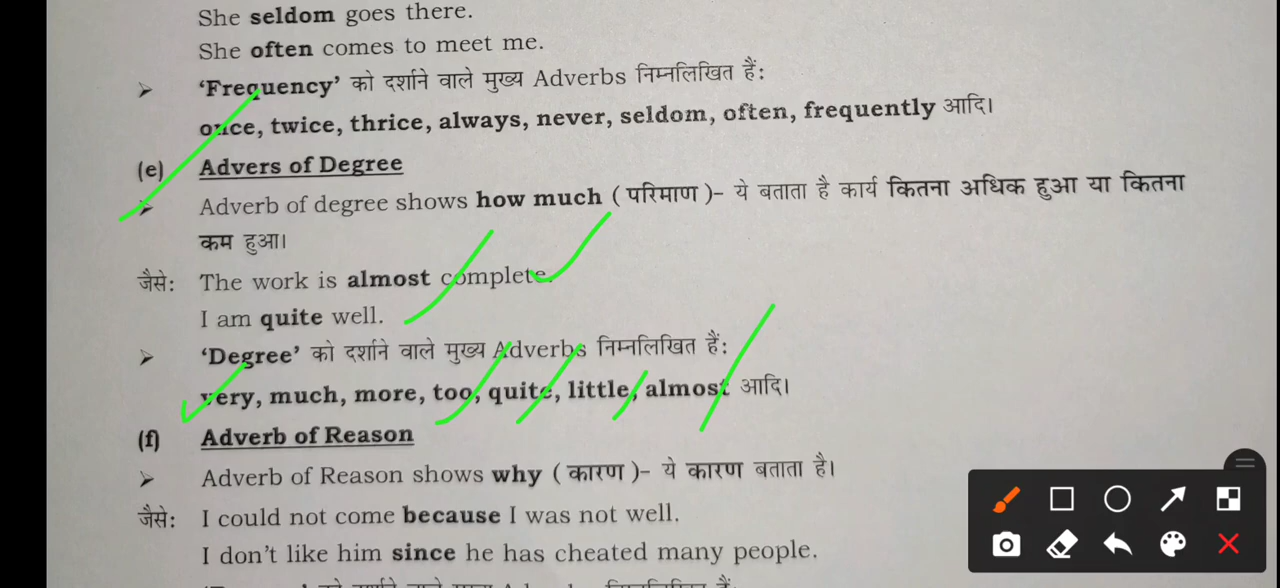 She seldom goes there.
She often comes to meet me.
➢ ‘Frequency’ को दर्शाने वाले मुख्य Adverbs निम्नलिखित हैं:
once, twice, thrice, always, never, seldom, often, frequently आदि।
(e) Advers of Degree
➢ Adverb of degree shows how much (परिमाण)- ये बताता है कार्य कितना अधिक हुआ या कितना
कम हुआ।
जैसे: The work is almost complete.
I am quite well.
➢ ‘Degree’ को दर्शाने वाले मुख्य Adverbs निम्नलिखित हैं:
very, much, more, too, quite, little, almost आदि।
(f) Adverb of Reason
➢ Adverb of Reason shows why (कारण)- ये कारण बताता है।
जैसे: I could not come because I was not well.
I don’t like him since he has cheated many people.